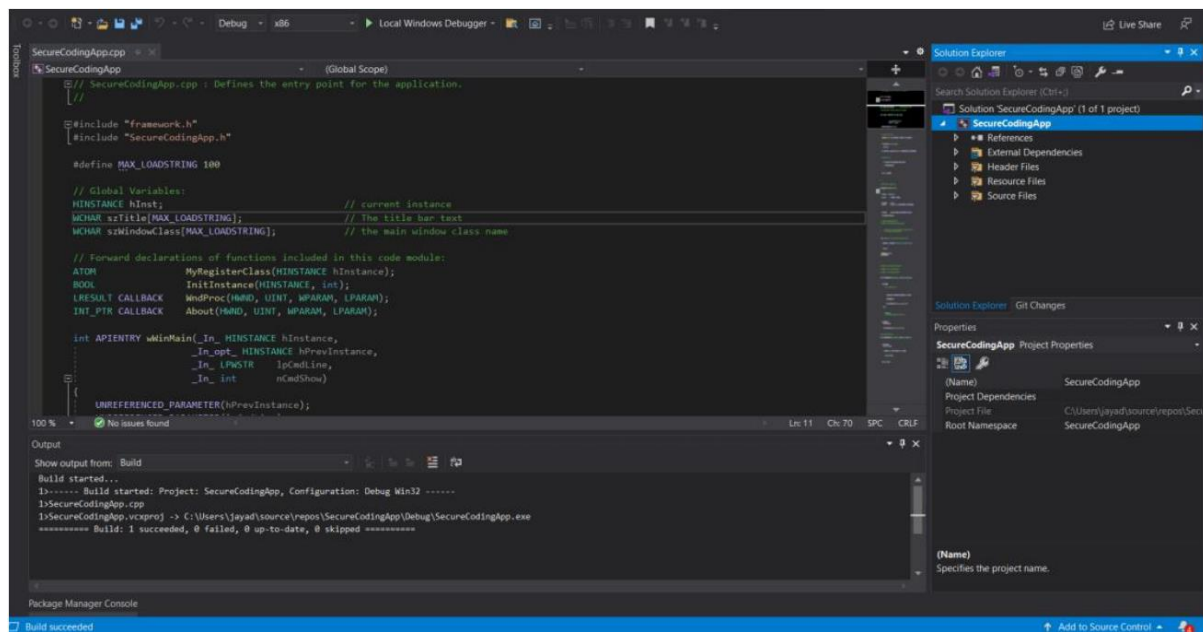 Debug x86 Local Windows Debugger Live Share
Toolbox
SecureCodingApp.cpp
SecureCodingApp (Global Scope)
// SecureCodingApp.cpp : Defines the entry point for the application.
//
#include "framework.h"
#include "SecureCodingApp.h"
#define MAX_LOADSTRING 100
// Global Variables:
HINSTANCE hInst; // current instance
WCHAR szTitle[MAX_LOADSTRING]; // The title bar text
WCHAR szWindowClass[MAX_LOADSTRING]; // the main window class name
// Forward declarations of functions included in this code module:
ATOM MyRegisterClass(HINSTANCE hInstance);
BOOL InitInstance(HINSTANCE, int);
LRESULT CALLBACK WndProc(HWND, UINT, WPARAM, LPARAM);
INT_PTR CALLBACK About(HWND, UINT, WPARAM, LPARAM);
int APIENTRY wWinMain(_In_ HINSTANCE hInstance,
_In_opt_ HINSTANCE hPrevInstance,
_In_ LPWSTR lpCmdLine,
_In_ int nCmdShow)
{
UNREFERENCED_PARAMETER(hPrevInstance);
100 % No issues found Ln: 11 Ch: 70 SPC CRLF
Output
Show output from: Build
Build started...
1>------ Build started: Project: SecureCodingApp, Configuration: Debug Win32 ------
1>SecureCodingApp.cpp
1>SecureCodingApp.vcxproj -> C:\Users\jayad\source\repos\SecureCodingApp\Debug\SecureCodingApp.exe
========== Build: 1 succeeded, 0 failed, 0 up-to-date, 0 skipped ==========
Package Manager Console
Build succeeded
Solution Explorer
Search Solution Explorer (Ctrl+;)
Solution 'SecureCodingApp' (1 of 1 project)
SecureCodingApp
References
External Dependencies
Header Files
Resource Files
Source Files
Solution Explorer Git Changes
Properties
SecureCodingApp Project Properties
(Name) SecureCodingApp
Project Dependencies
Project File C:\Users\jayad\source\repos\Sec
Root Namespace SecureCodingApp
(Name)
Specifies the project name.
Add to Source Control